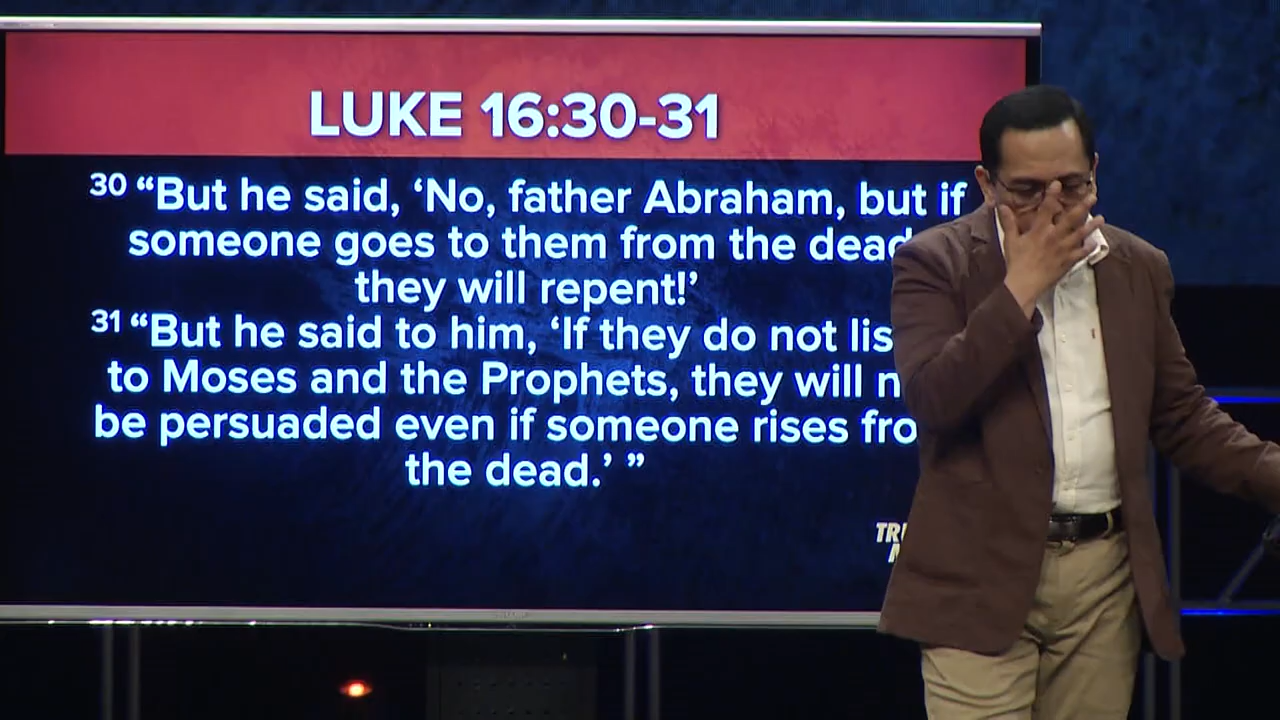 LUKE 16:30-31
30 “But he said, ‘No, father Abraham, but if
someone goes to them from the dead
they will repent!’
31 “But he said to him, ‘If they do not
to Moses and the Prophets, they will
be persuaded even if someone rises
the dead.’ ”